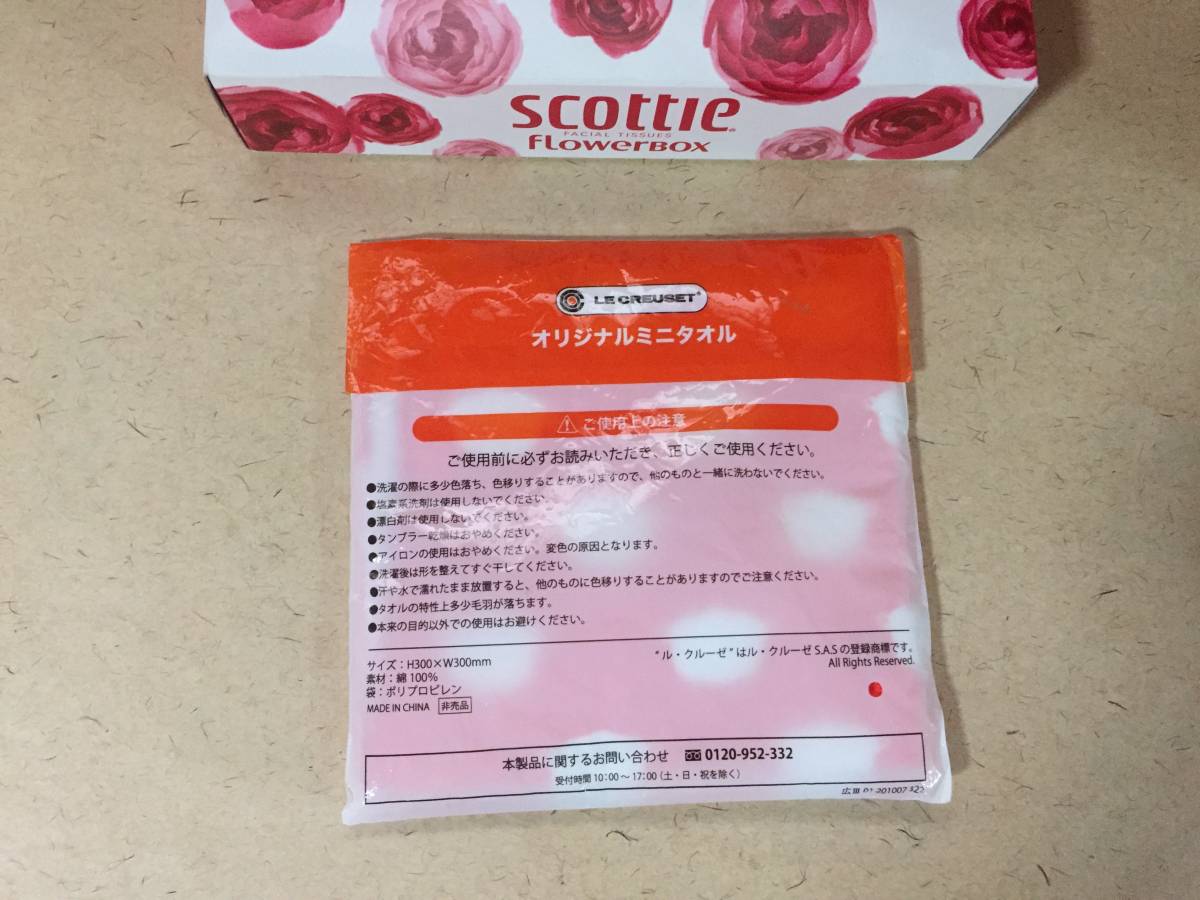 SCOTTIE
FACIAL TISSUES
FLOWERBOX
LE CREUSET
オリジナルミニタオル
ご使用上の注意
ご使用前に必ずお読みいただき、正しくご使用ください。
●洗濯の際に多少色落ち、色移りすることがありますので、他のものと一緒に洗わないでください。
●塩素系洗剤は使用しないでください。
●漂白剤は使用しないでください。
●タンブラー乾燥はおやめください。
●アイロンの使用はおやめください。変色の原因となります。
●洗濯後は形を整えてすぐ干してください。
●汗や水で濡れたまま放置すると、他のものに色移りすることがありますのでご注意ください。
●タオルの特性上多少毛羽が落ちます。
●本来の目的以外での使用はお避けください。
"ル・クルーゼ"はル・クルーゼ S.A.S の登録商標です。
All Rights Reserved.
サイズ：H300×W300mm
素材：綿 100%
袋：ポリプロピレン
MADE IN CHINA 非売品
本製品に関するお問い合わせ 0120-952-332
受付時間 10：00～17：00（土・日・祝を除く）